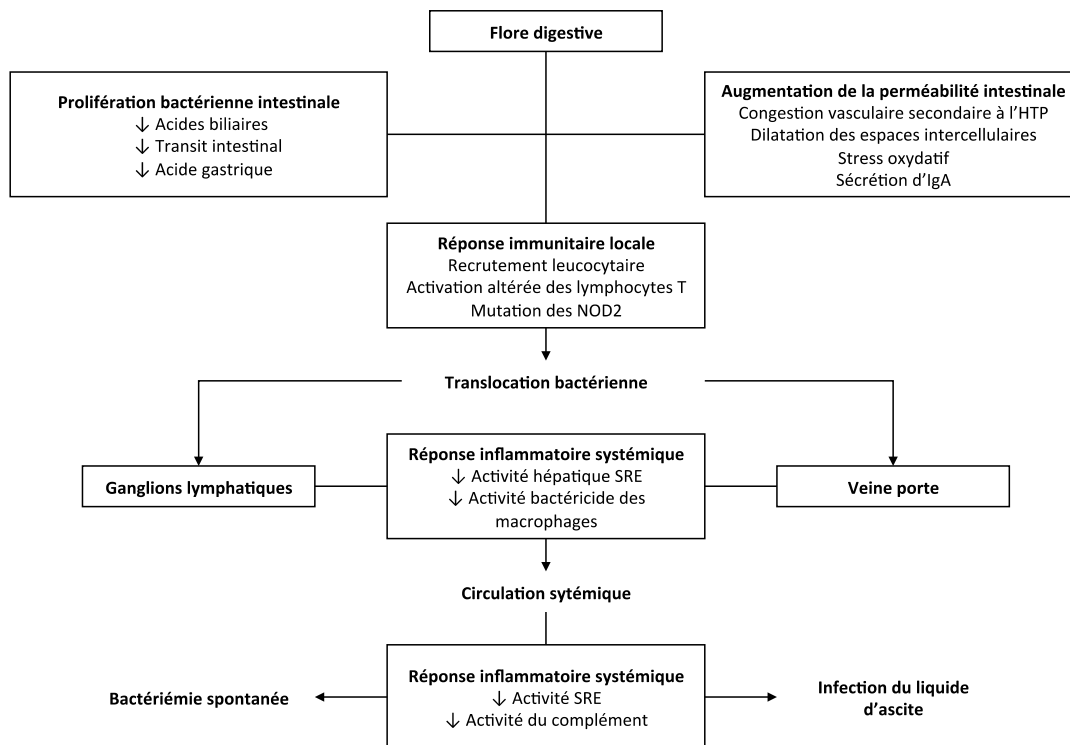 Flore digestive
Prolifération bactérienne intestinale
↓ Acides biliaires
↓ Transit intestinal
↓ Acide gastrique
Augmentation de la perméabilité intestinale
Congestion vasculaire secondaire à l'HTP
Dilatation des espaces intercellulaires
Stress oxydatif
Sécrétion d'IgA
Réponse immunitaire locale
Recrutement leucocytaire
Activation altérée des lymphocytes T
Mutation des NOD2
Translocation bactérienne
Ganglions lymphatiques
Réponse inflammatoire systémique
↓ Activité hépatique SRE
↓ Activité bactéricide des
macrophages
Veine porte
Circulation sytémique
Bactériémie spontanée
Réponse inflammatoire systémique
↓ Activité SRE
↓ Activité du complément
Infection du liquide
d'ascite